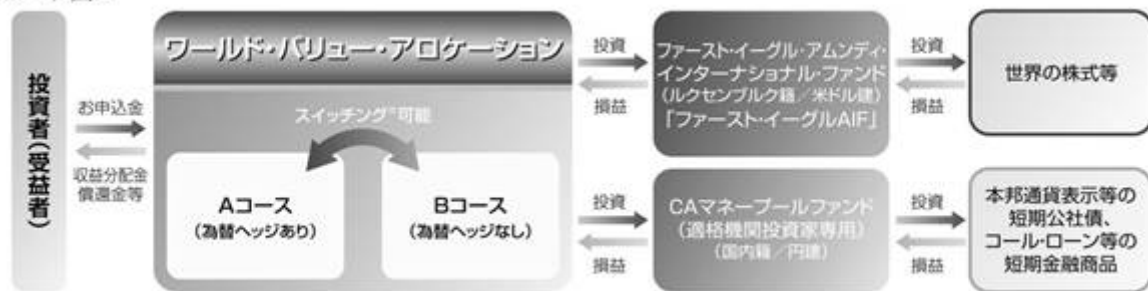 投資者(受益者)
お申込金
収益分配金
償還金等
ワールド・バリュー・アロケーション
スイッチング※可能
Aコース
(為替ヘッジあり)
Bコース
(為替ヘッジなし)
投資
損益
ファースト・イーグル・アムンディ・
インターナショナル・ファンド
(ルクセンブルク籍/米ドル建)
「ファースト・イーグルAIF」
投資
損益
世界の株式等
投資
損益
CAマネープールファンド
(適格機関投資家専用)
(国内籍/円建)
投資
損益
本邦通貨表示等の
短期公社債、
コール・ローン等の
短期金融商品